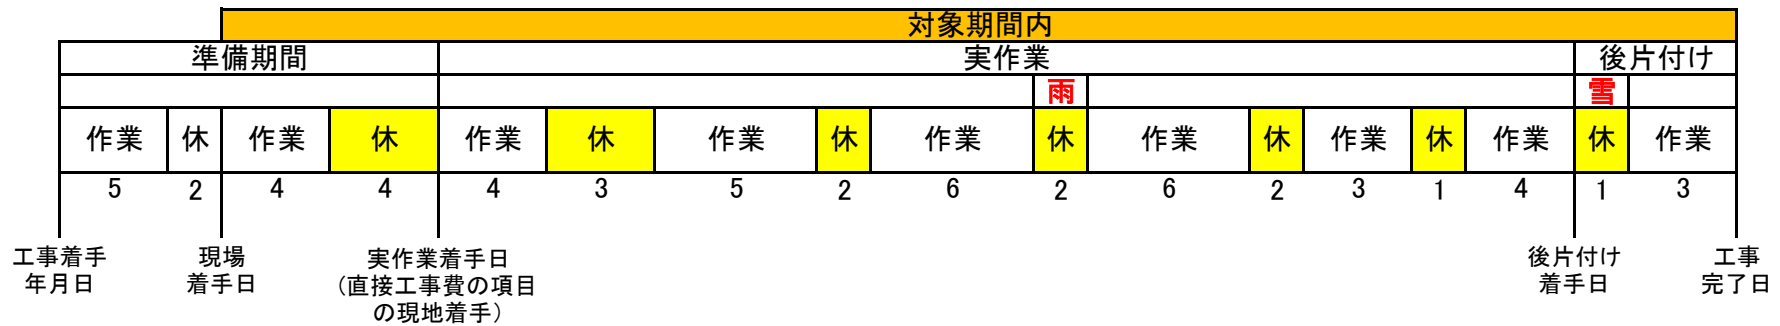 対象期間内
準備期間 実作業 後片付け
雨 雪
作業 休 作業 休 作業 休 作業 休 作業 休 作業 休 作業 休 作業 休 作業
5 2 4 4 4 3 5 2 6 2 6 2 3 1 4 1 3
工事着手
年月日
現場
着手日
実作業着手日
(直接工事費の項目
の現地着手)
後片付け
着手日
工事
完了日